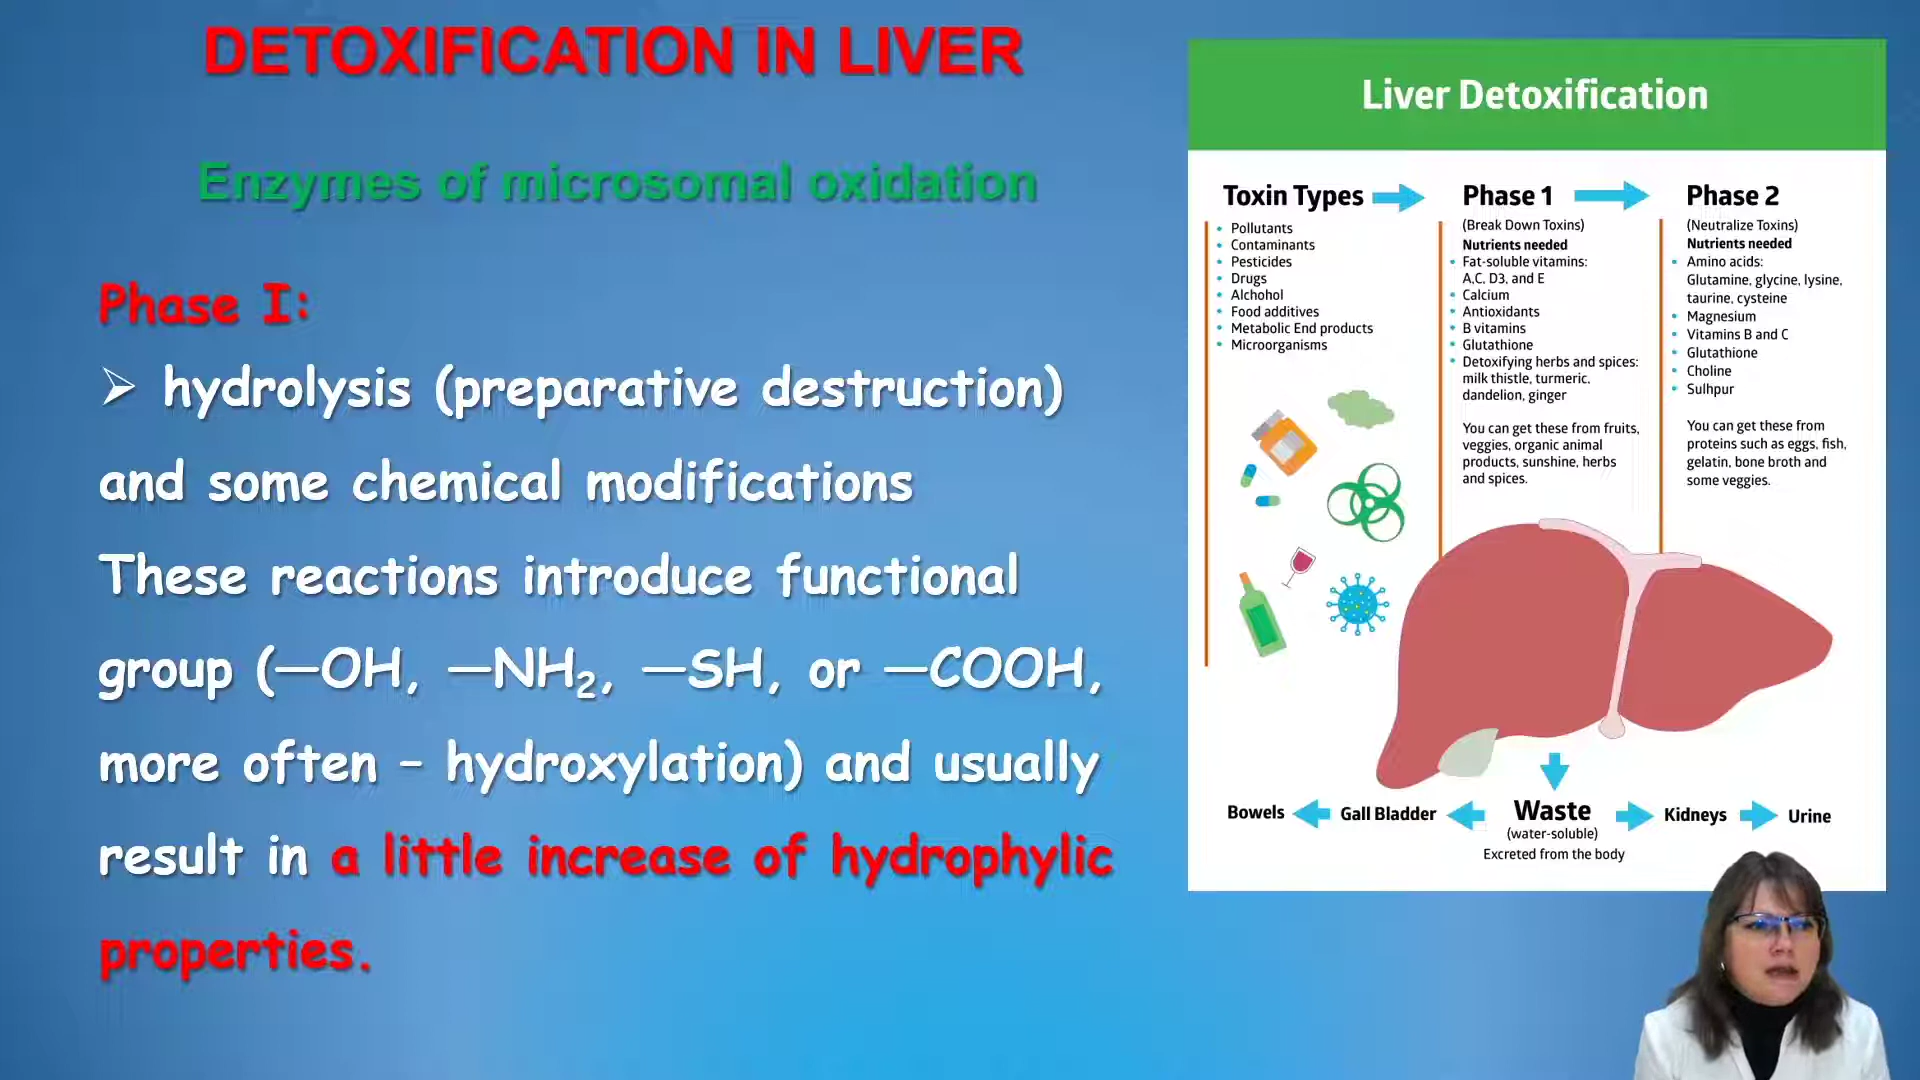 DETOXIFICATION IN LIVER
Enzymes of microsomal oxidation
Phase I:
➢ hydrolysis (preparative destruction)
and some chemical modifications
These reactions introduce functional
group (—OH, —NH₂, —SH, or —COOH,
more often – hydroxylation) and usually
result in a little increase of hydrophylic
properties.
Liver Detoxification
Toxin Types
• Pollutants
• Contaminants
• Pesticides
• Drugs
• Alchohol
• Food additives
• Metabolic End products
• Microorganisms
Phase 1
(Break Down Toxins)
Nutrients needed
• Fat-soluble vitamins:
A,C, D3, and E
• Calcium
• Antioxidants
• B vitamins
• Glutathione
• Detoxifying herbs and spices:
milk thistle, turmeric,
dandelion, ginger
You can get these from fruits,
veggies, organic animal
products, sunshine, herbs
and spices.
Phase 2
(Neutralize Toxins)
Nutrients needed
• Amino acids:
Glutamine, glycine, lysine,
taurine, cysteine
• Magnesium
• Vitamins B and C
• Glutathione
• Choline
• Sulhpur
You can get these from
proteins such as eggs, fish,
gelatin, bone broth and
some veggies.
Bowels Gall Bladder Waste Kidneys Urine
(water-soluble)
Excreted from the body